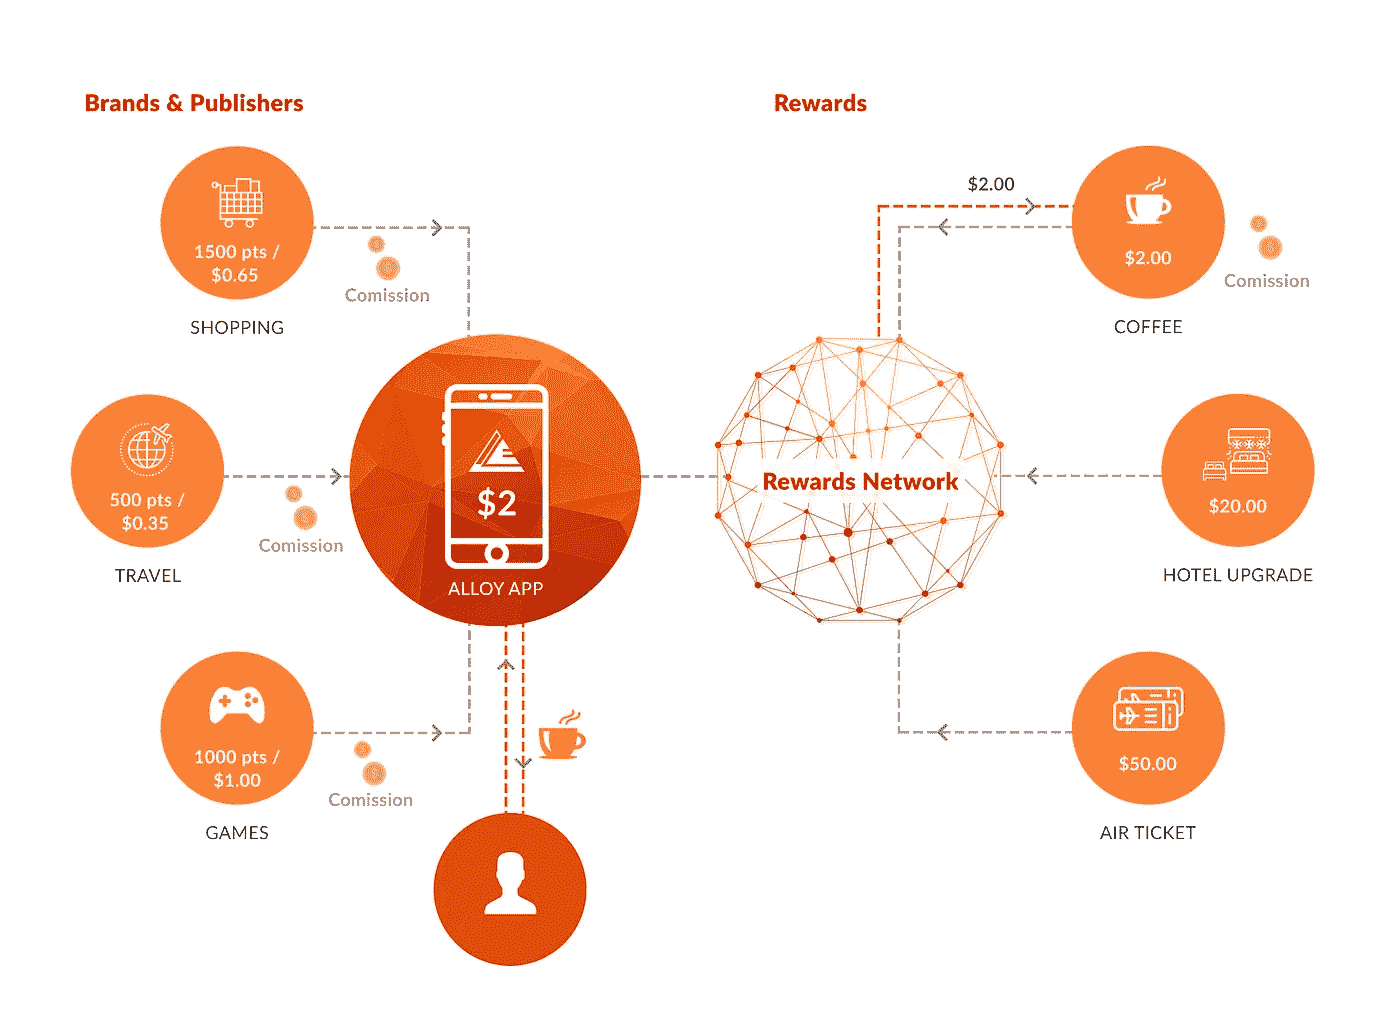 Brands & Publishers
Rewards
1500 pts /
$0.65
SHOPPING
Comission
$2.00
$2.00
COFFEE
Comission
500 pts /
$0.35
TRAVEL
Comission
$2
ALLOY APP
Rewards Network
$20.00
HOTEL UPGRADE
1000 pts /
$1.00
GAMES
Comission
$50.00
AIR TICKET